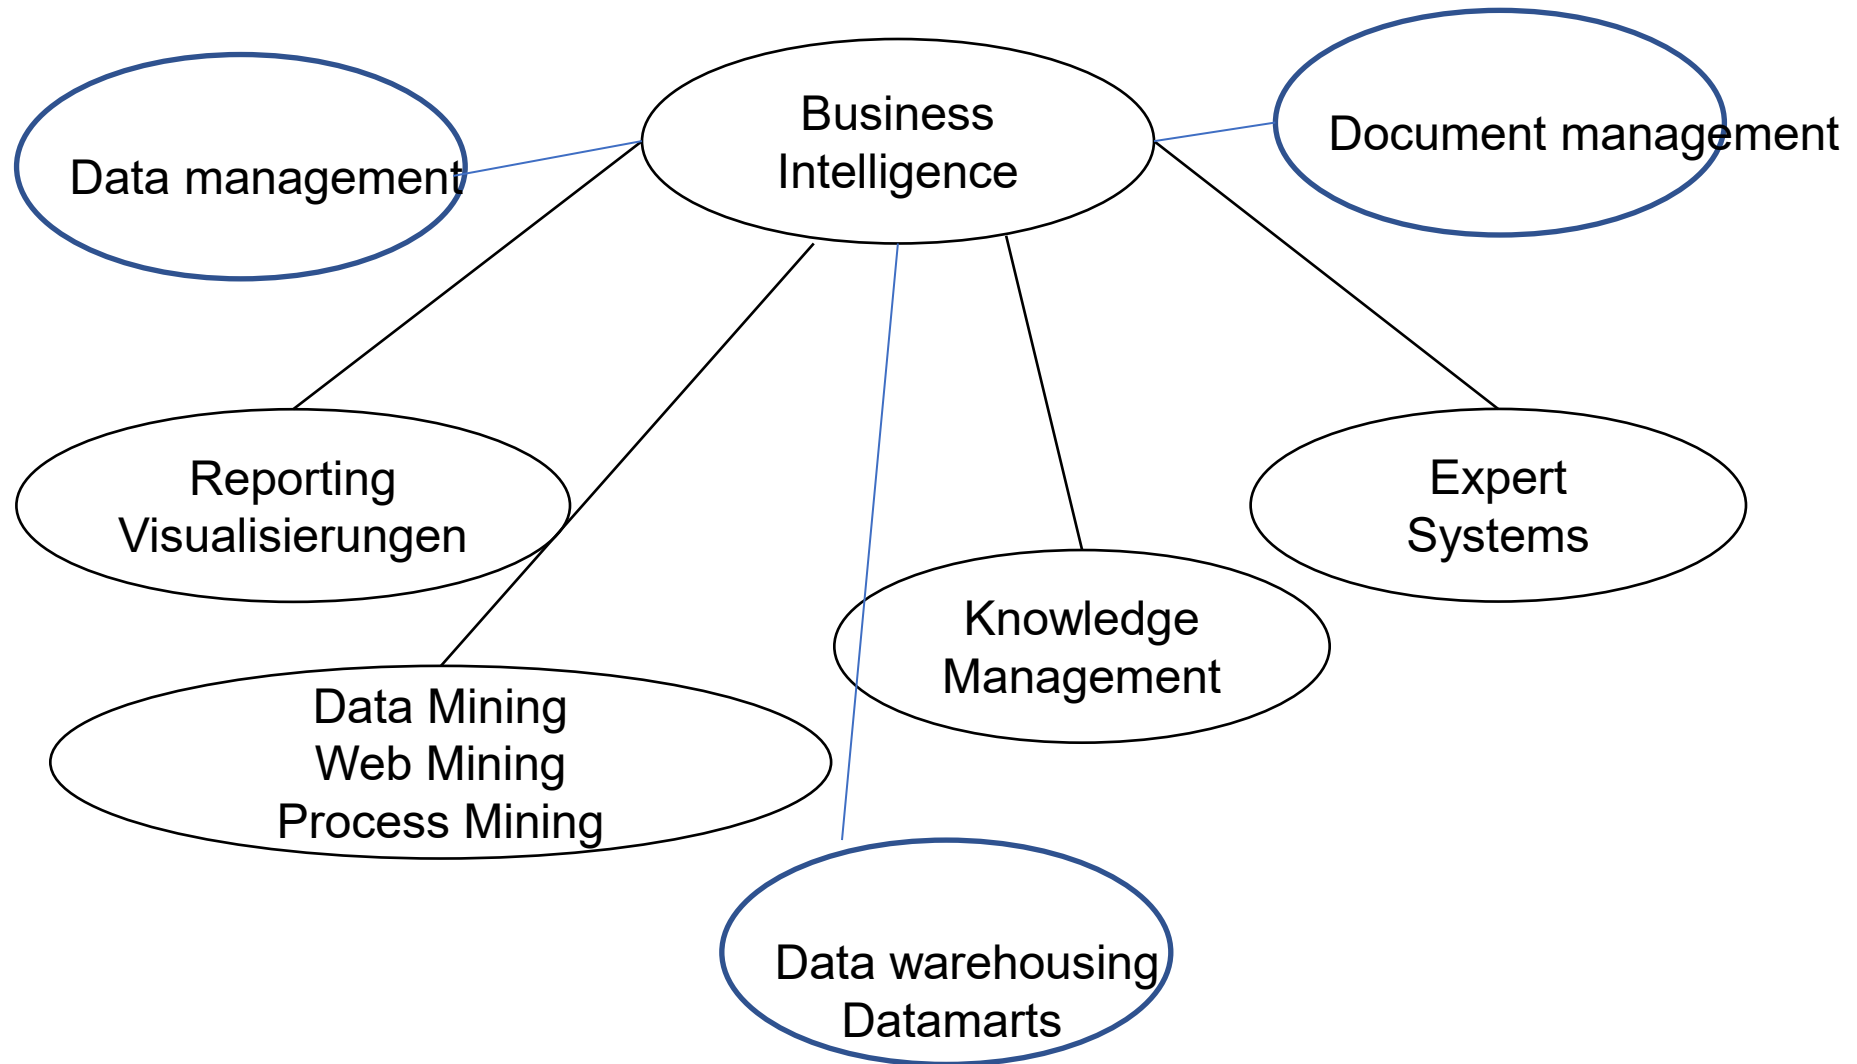 Business
Intelligence
Document management
Data management
Reporting
Visualisierungen
Expert
Systems
Knowledge
Management
Data Mining
Web Mining
Process Mining
Data warehousing
Datamarts